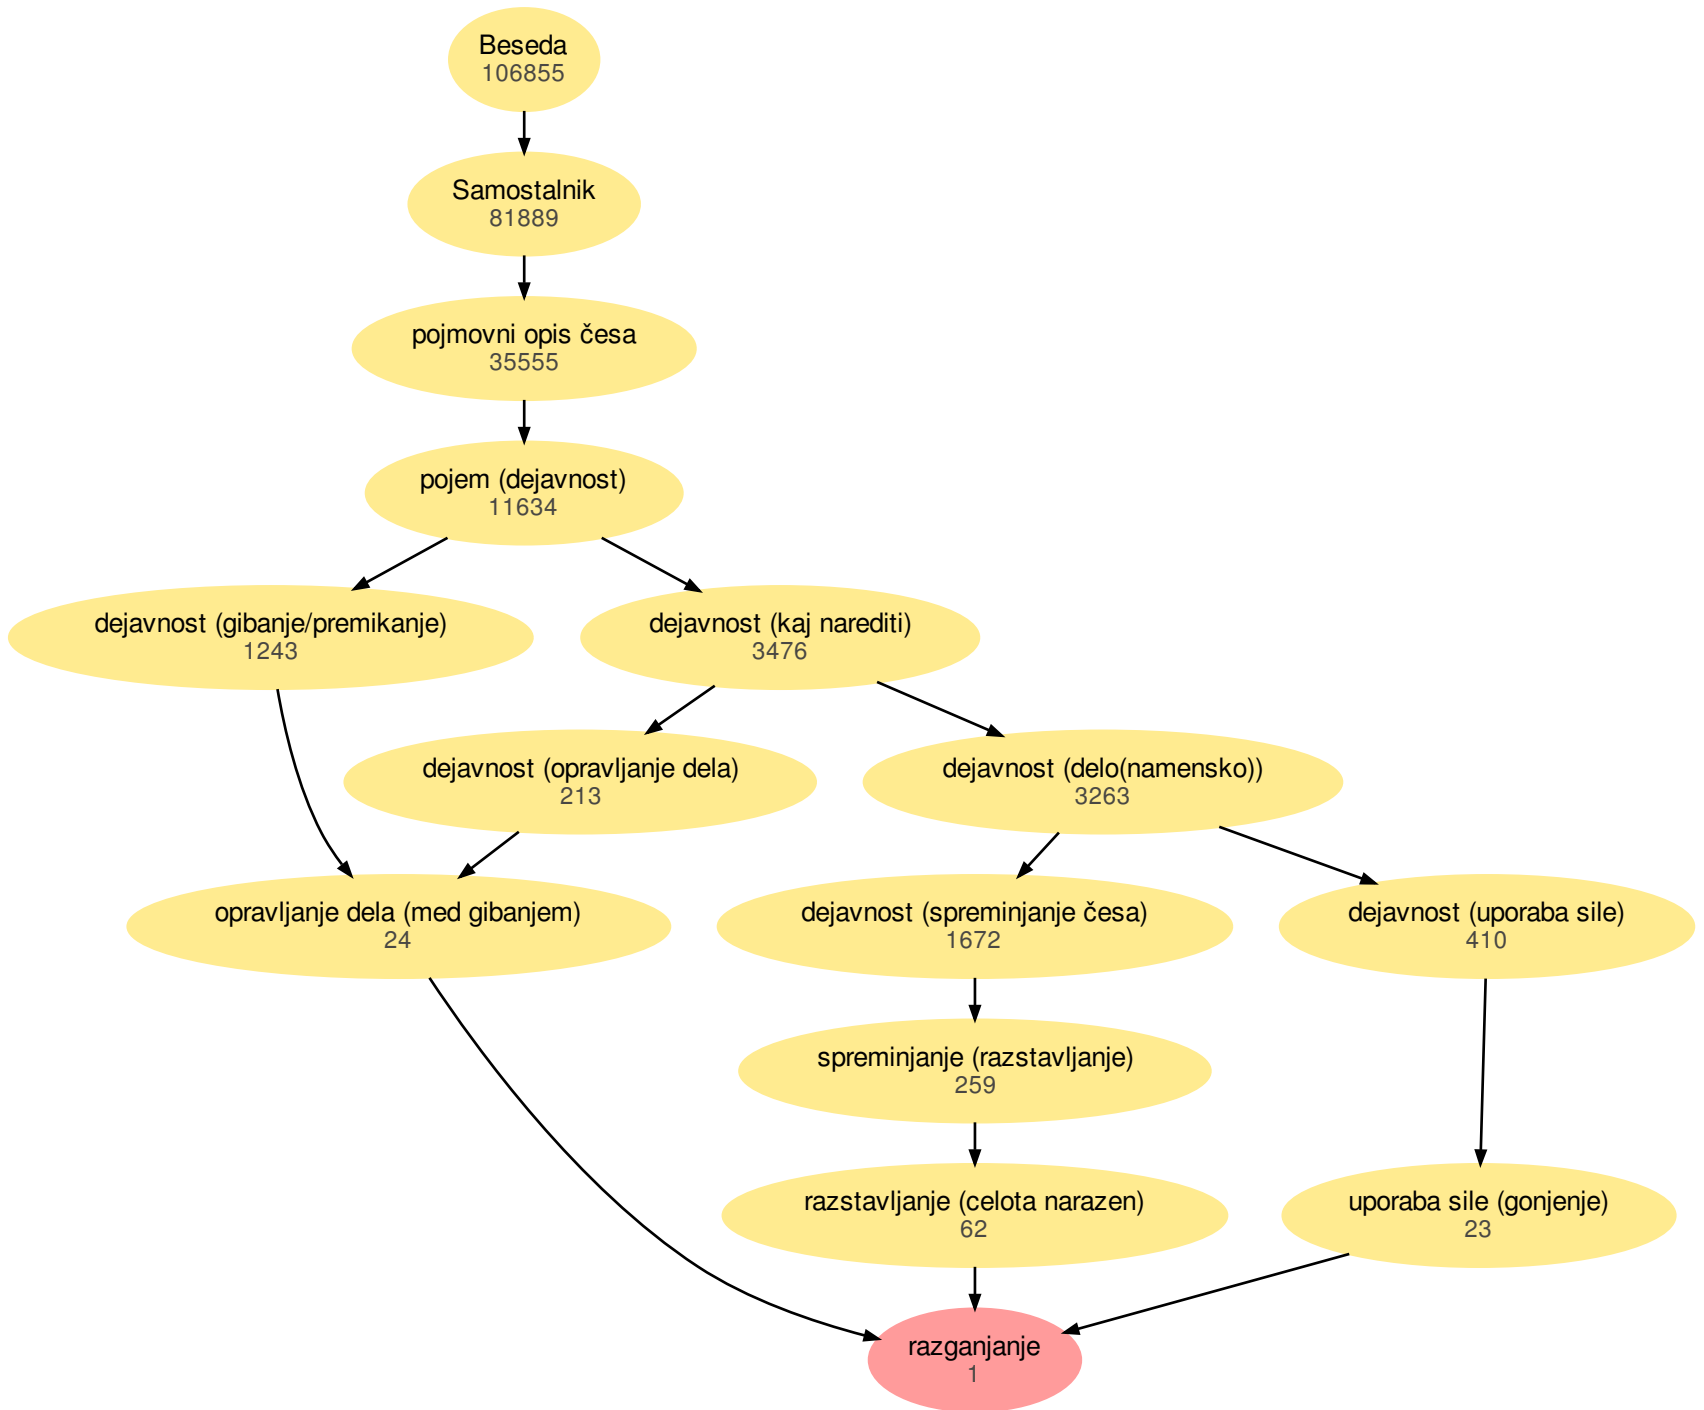 Beseda
106855
Samostalnik
81889
pojmovni opis česa
35555
pojem (dejavnost)
11634
dejavnost (gibanje/premikanje)
1243
dejavnost (kaj narediti)
3476
dejavnost (opravljanje dela)
213
dejavnost (delo(namensko))
3263
opravljanje dela (med gibanjem)
24
dejavnost (spreminjanje česa)
1672
dejavnost (uporaba sile)
410
spreminjanje (razstavljanje)
259
razstavljanje (celota narazen)
62
uporaba sile (gonjenje)
23
razganjanje
1